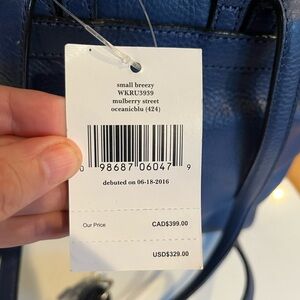 small breezy
WKRU3939
mulberry street
oceanicblu (424)
0 98687 06047 9
debuted on 06-18-2016
Our Price CAD$399.00
USD$329.00